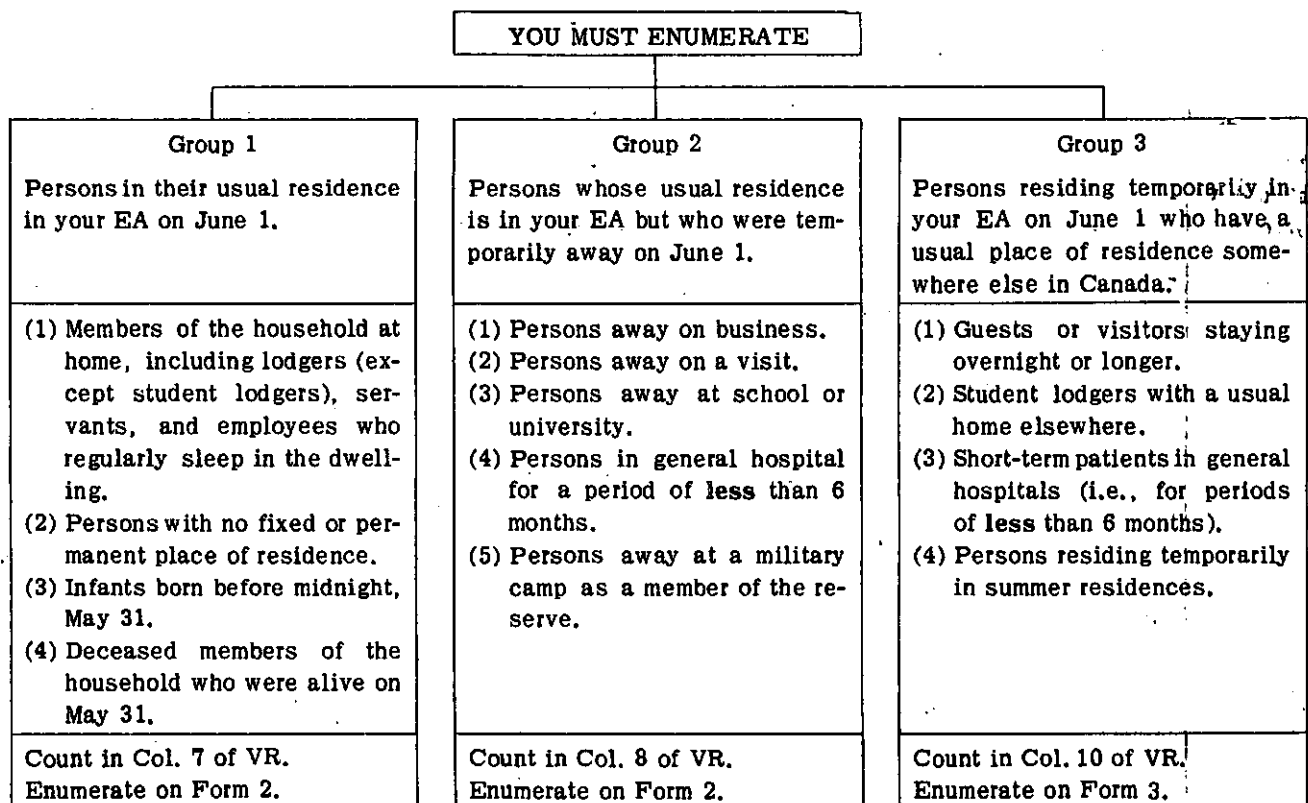 YOU MUST ENUMERATE
Group 1
Persons in their usual residence
in your EA on June 1.
(1) Members of the household at
home, including lodgers (ex-
cept student lodgers), ser-
vants, and employees who
regularly sleep in the dwell-
ing.
(2) Persons with no fixed or per-
manent place of residence.
(3) Infants born before midnight,
May 31.
(4) Deceased members of the
household who were alive on
May 31.
Count in Col. 7 of VR.
Enumerate on Form 2.
Group 2
Persons whose usual residence
is in your EA but who were tem-
porarily away on June 1.
(1) Persons away on business.
(2) Persons away on a visit.
(3) Persons away at school or
university.
(4) Persons in general hospital
for a period of less than 6
months.
(5) Persons away at a military
camp as a member of the re-
serve.
Count in Col. 8 of VR.
Enumerate on Form 2.
Group 3
Persons residing temporarily in
your EA on June 1 who have a
usual place of residence some-
where else in Canada.
(1) Guests or visitors staying
overnight or longer.
(2) Student lodgers with a usual
home elsewhere.
(3) Short-term patients in general
hospitals (i.e., for periods
of less than 6 months).
(4) Persons residing temporarily
in summer residences.
Count in Col. 10 of VR.
Enumerate on Form 3.